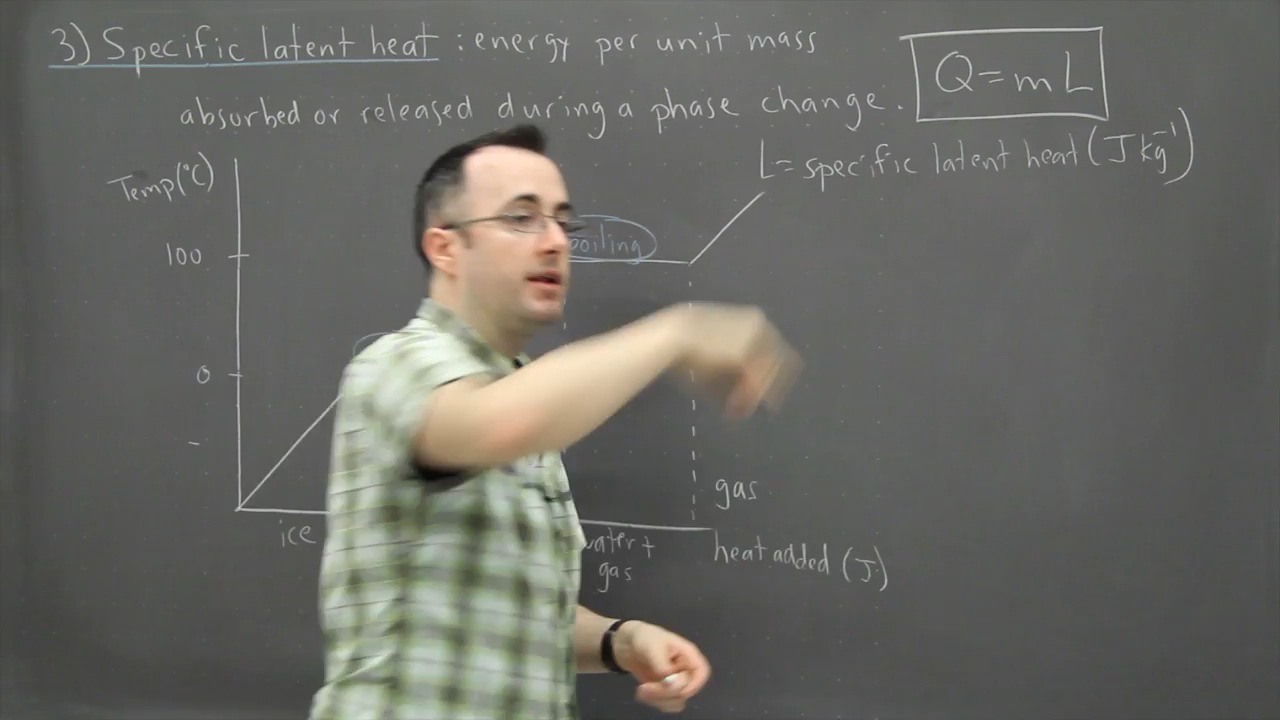 3) Specific latent heat : energy per unit mass
absorbed or released during a phase change.
Q = mL
L = specific latent heat (J kg⁻¹)
Temp (°C)
100
boiling
0
-
gas
ice
water +
gas
heat added (J)